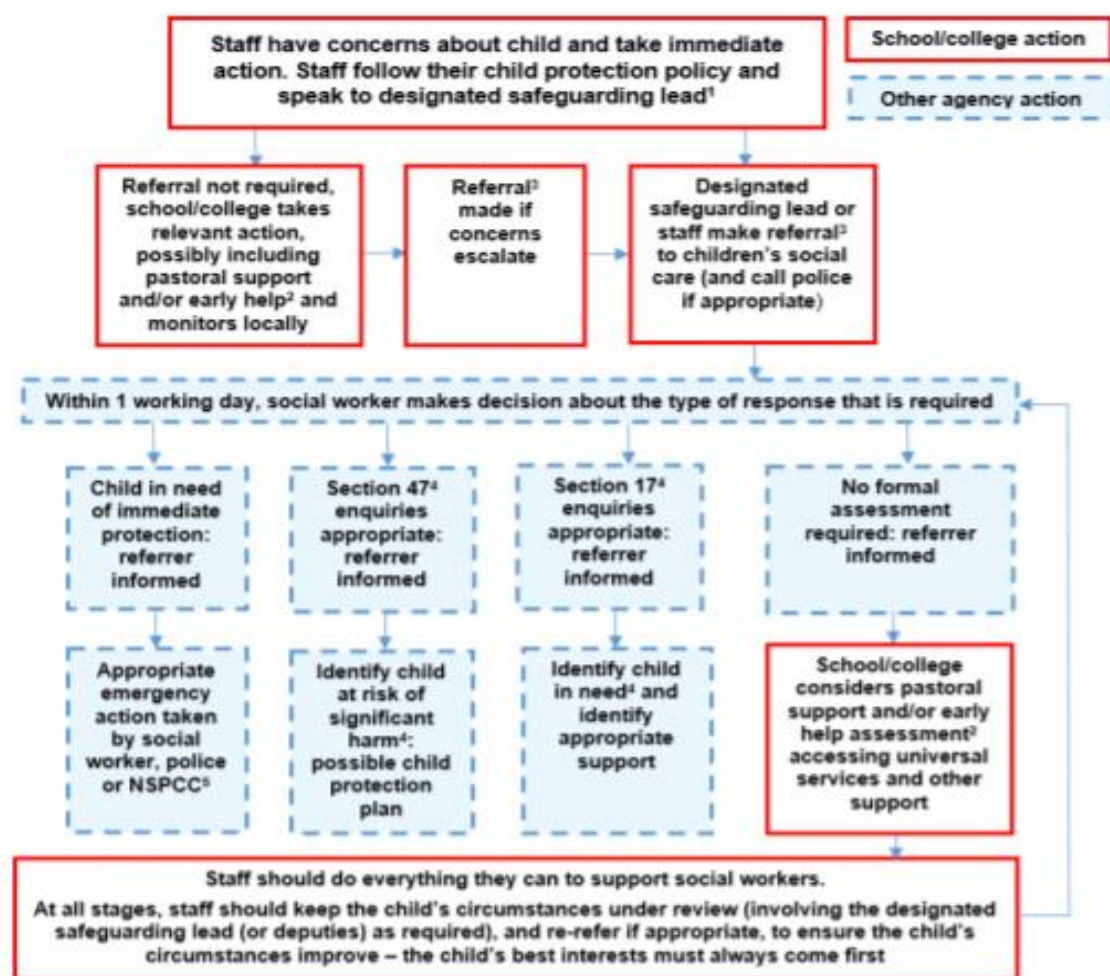 Staff have concerns about child and take immediate
action. Staff follow their child protection policy and
speak to designated safeguarding lead¹
School/college action
Other agency action
Referral not required,
school/college takes
relevant action,
possibly including
pastoral support
and/or early help² and
monitors locally
Referral³
made if
concerns
escalate
Designated
safeguarding lead or
staff make referral³
to children's social
care (and call police
if appropriate)
Within 1 working day, social worker makes decision about the type of response that is required
Child in need
of immediate
protection:
referrer
informed
Section 47⁴
enquiries
appropriate:
referrer
informed
Section 17⁴
enquiries
appropriate:
referrer
informed
No formal
assessment
required: referrer
informed
Appropriate
emergency
action taken
by social
worker, police
or NSPCC⁵
Identify child
at risk of
significant
harm⁴:
possible child
protection
plan
Identify child
in need⁴ and
identify
appropriate
support
School/college
considers pastoral
support and/or early
help assessment²
accessing universal
services and other
support
Staff should do everything they can to support social workers.
At all stages, staff should keep the child's circumstances under review (involving the designated
safeguarding lead (or deputies) as required), and re-refer if appropriate, to ensure the child's
circumstances improve – the child's best interests must always come first